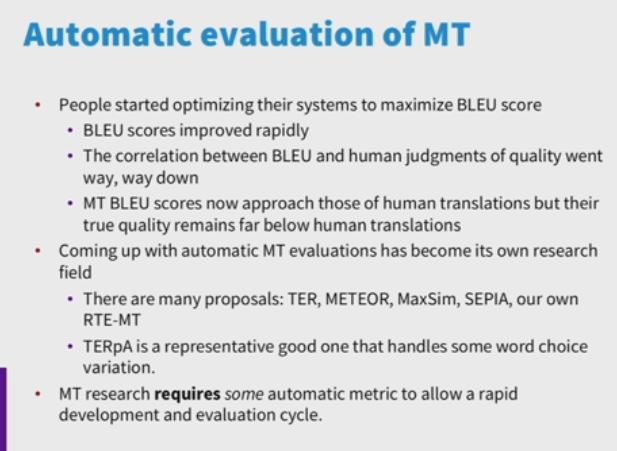 Automatic evaluation of MT
• People started optimizing their systems to maximize BLEU score
• BLEU scores improved rapidly
• The correlation between BLEU and human judgments of quality went
way, way down
• MT BLEU scores now approach those of human translations but their
true quality remains far below human translations
• Coming up with automatic MT evaluations has become its own research
field
• There are many proposals: TER, METEOR, MaxSim, SEPIA, our own
RTE-MT
• TERpA is a representative good one that handles some word choice
variation.
• MT research requires some automatic metric to allow a rapid
development and evaluation cycle.